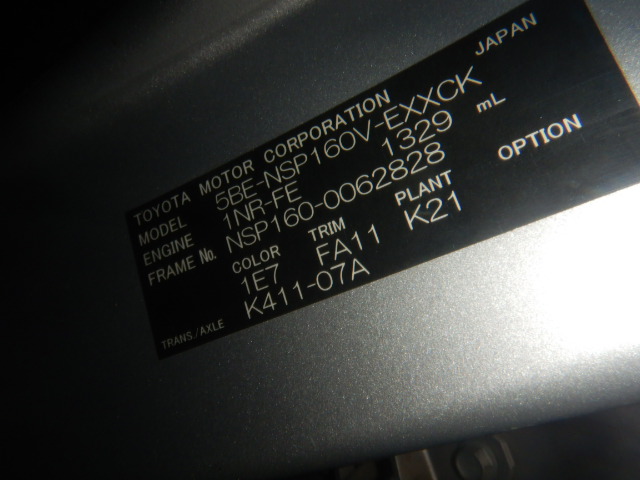 TOYOTA MOTOR CORPORATION JAPAN
MODEL 5BE-NSP160V-EXXCK
ENGINE 1NR-FE 1329 mL
FRAME No. NSP160-0062828
COLOR TRIM PLANT OPTION
1E7 FA11 K21
TRANS./AXLE K411-07A